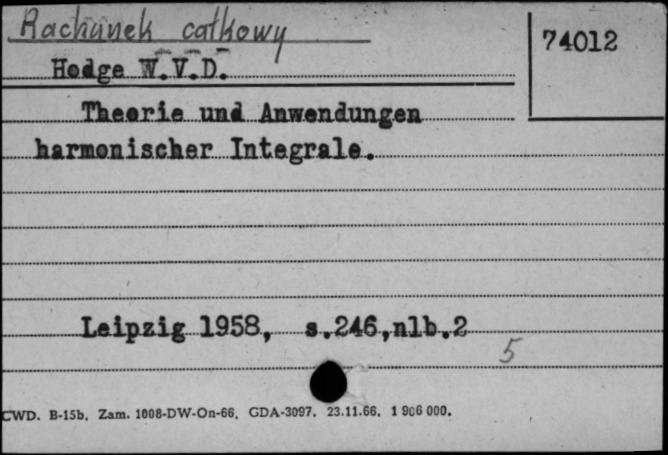 Rachunek całkowy
74012
Hodge W.V.D.
Theorie und Anwendungen
harmonischer Integrale.
Leipzig 1958, s.246,nlb.2
5
CWD. B-15b. Zam. 1008-DW-On-66. GDA-3097. 23.11.66. 1 906 000.